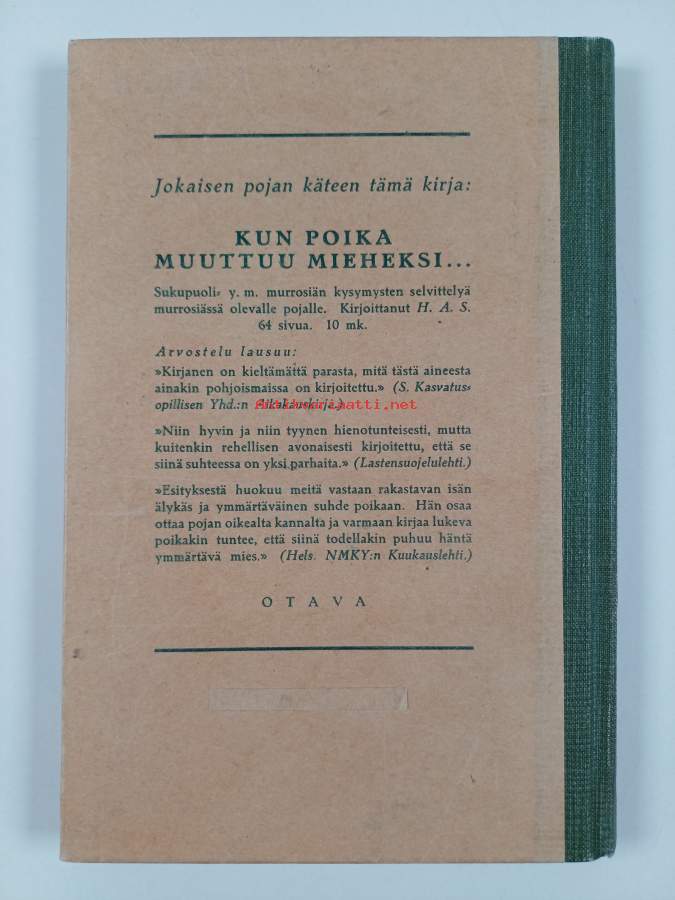 Jokaisen pojan käteen tämä kirja:
KUN POIKA
MUUTTUU MIEHEKSI...
Sukupuoli- y. m. murrosiän kysymysten selvittelyä
murrosiässä olevalle pojalle. Kirjoittanut H. A. S.
64 sivua. 10 mk.
Arvostelu lausuu:
»Kirjanen on kieltämättä parasta, mitä tästä aineesta
ainakin pohjoismaissa on kirjoitettu.» (S. Kasvatus-
opillisen Yhd:n Aikakauskirja.)
Antikvariaatti.net
»Niin hyvin ja niin tyynen hienotunteisesti, mutta
kuitenkin rehellisen avonaisesti kirjoitettu, että se
siinä suhteessa on yksi parhaita.» (Lastensuojelulehti.)
»Esityksestä huokuu meitä vastaan rakastavan isän
älykäs ja ymmärtäväinen suhde poikaan. Hän osaa
ottaa pojan oikealta kannalta ja varmaan kirjaa lukeva
poikakin tuntee, että siinä todellakin puhuu häntä
ymmärtävä mies.» (Hels. NMKY:n Kuukauslehti.)
OTAVA